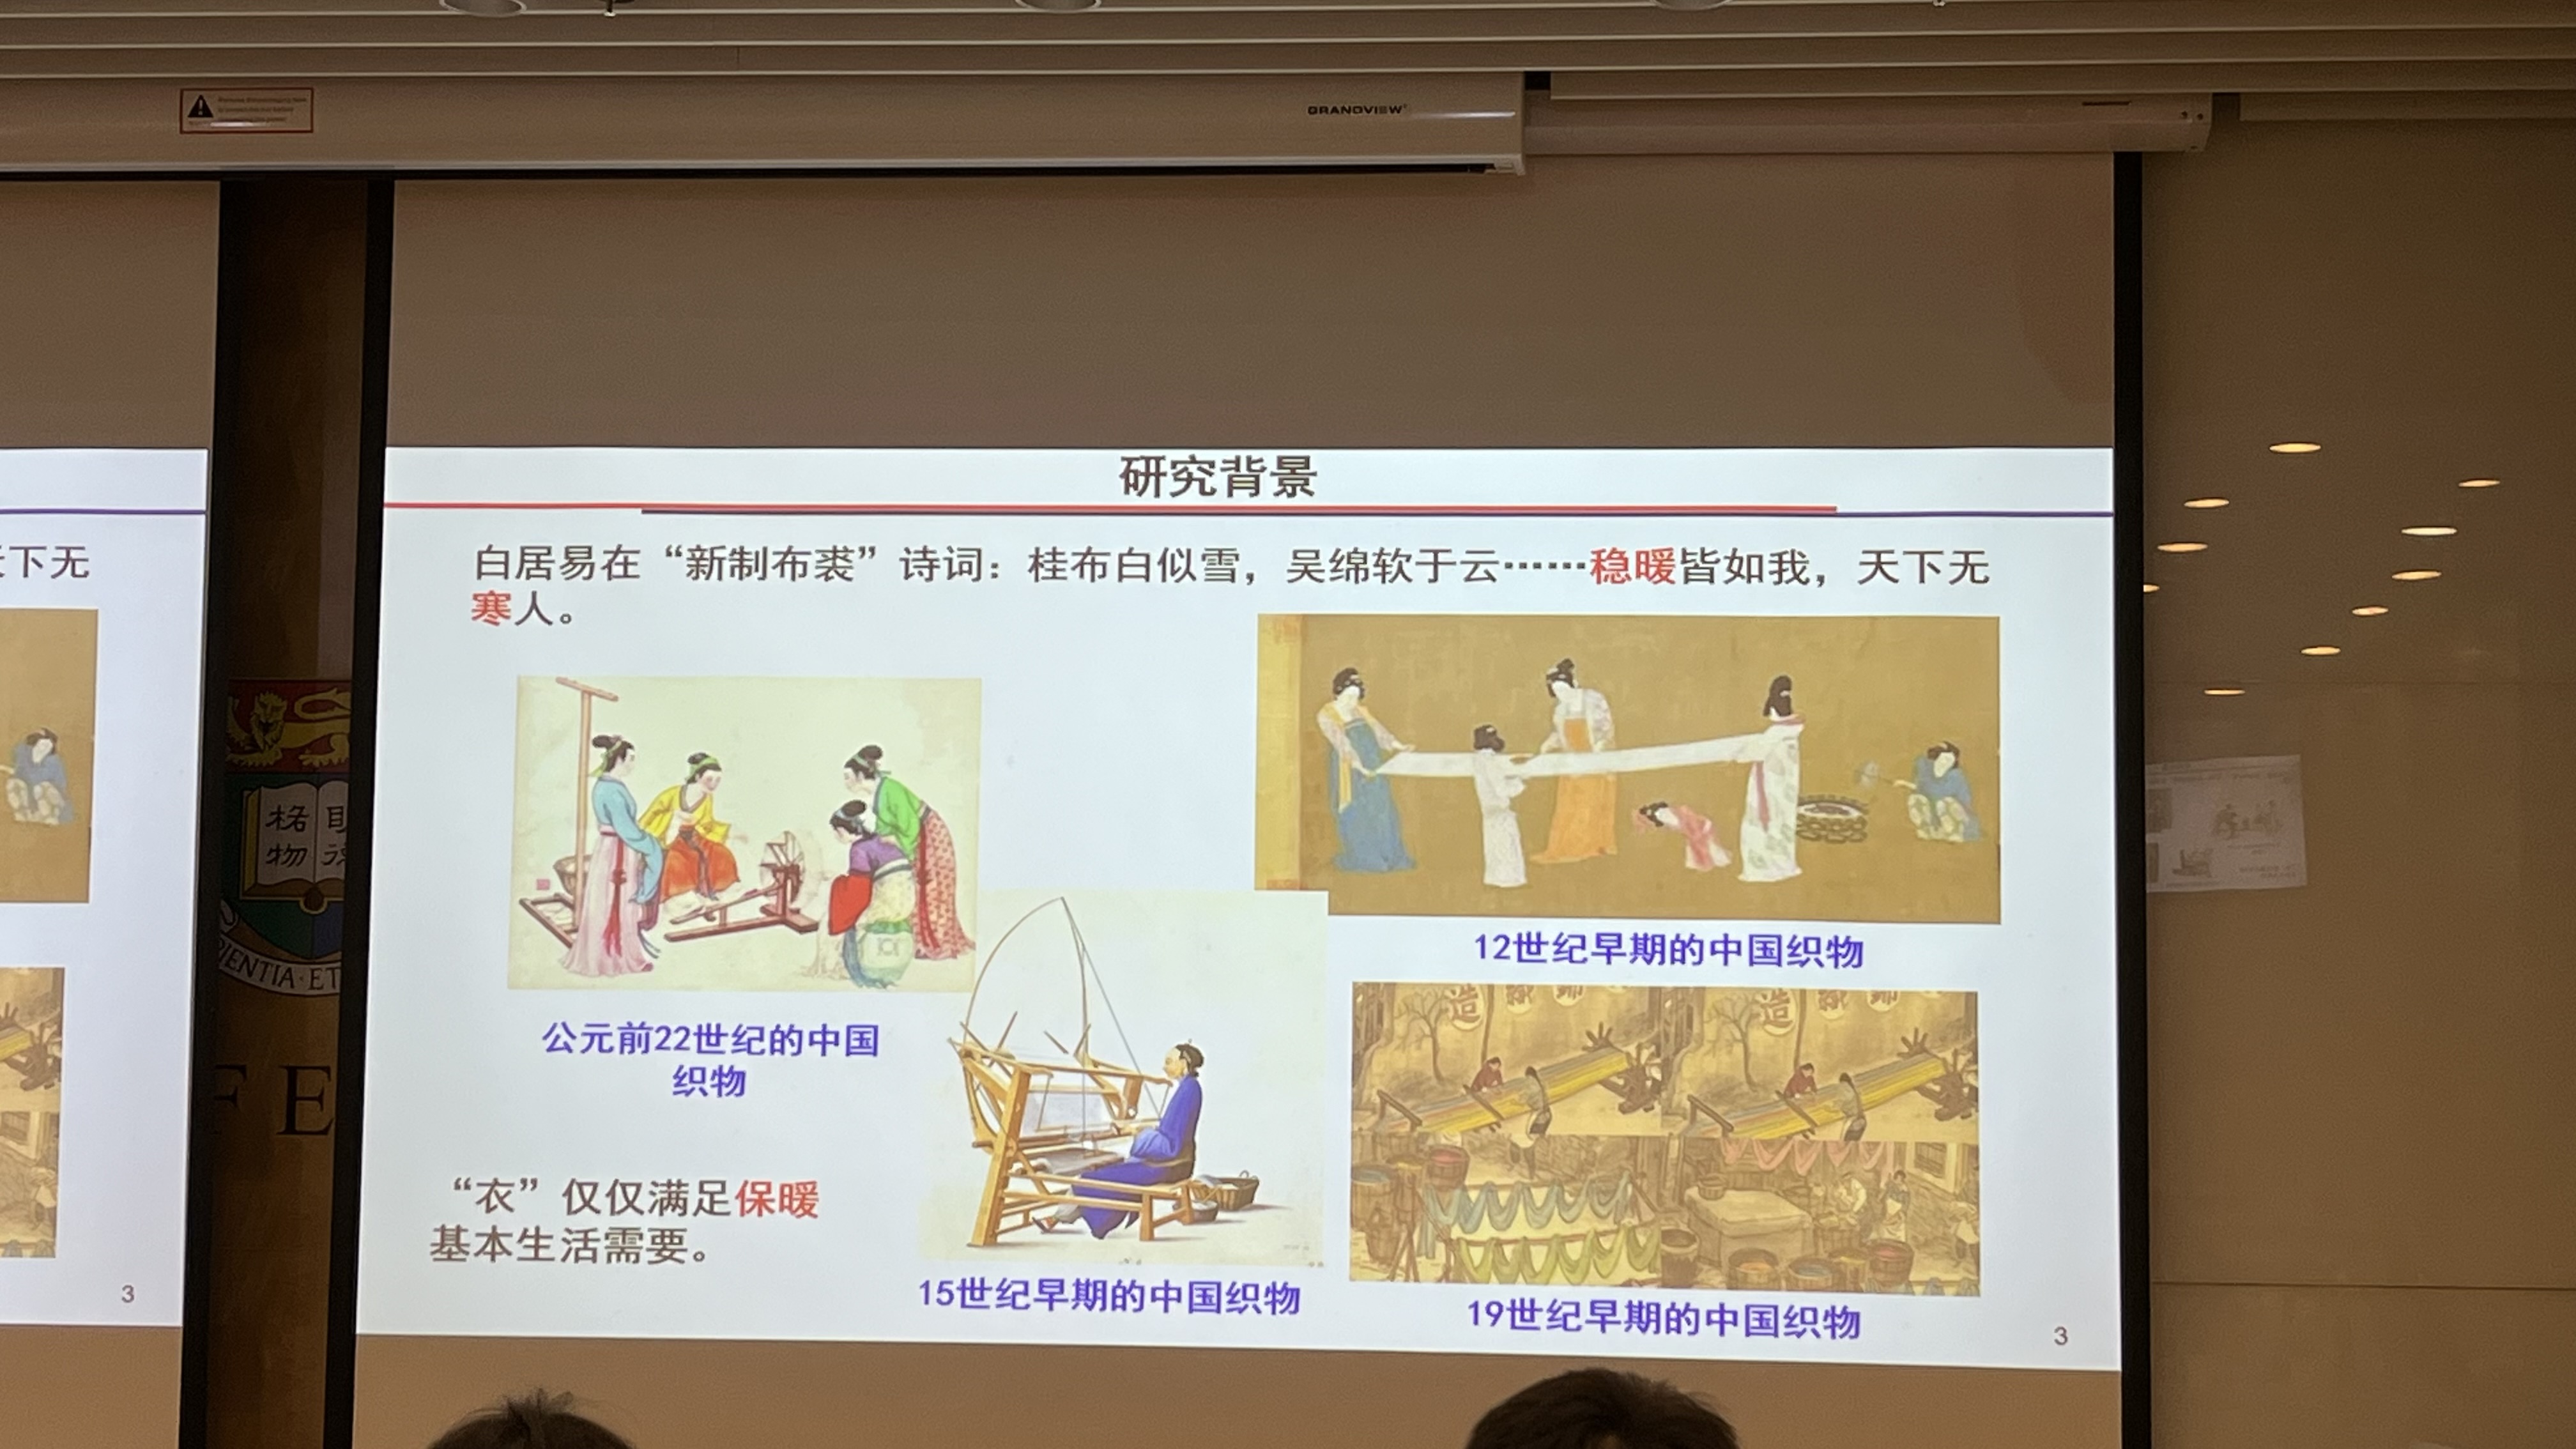 GRANDVIEW
研究背景
白居易在“新制布裘”诗词：桂布白似雪，吴绵软于云……稳暖皆如我，天下无
寒人。
12世纪早期的中国织物
公元前22世纪的中国
织物
“衣”仅仅满足保暖
基本生活需要。
15世纪早期的中国织物
19世纪早期的中国织物
3
造
造
下无
3
格
物
ET
FE